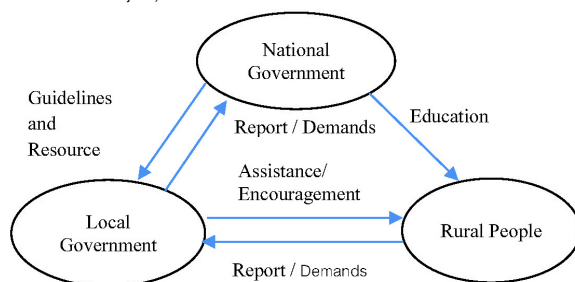 National
Government
Guidelines
and
Resource
Report / Demands
Education
Assistance/
Encouragement
Local
Government
Rural People
Report / Demands